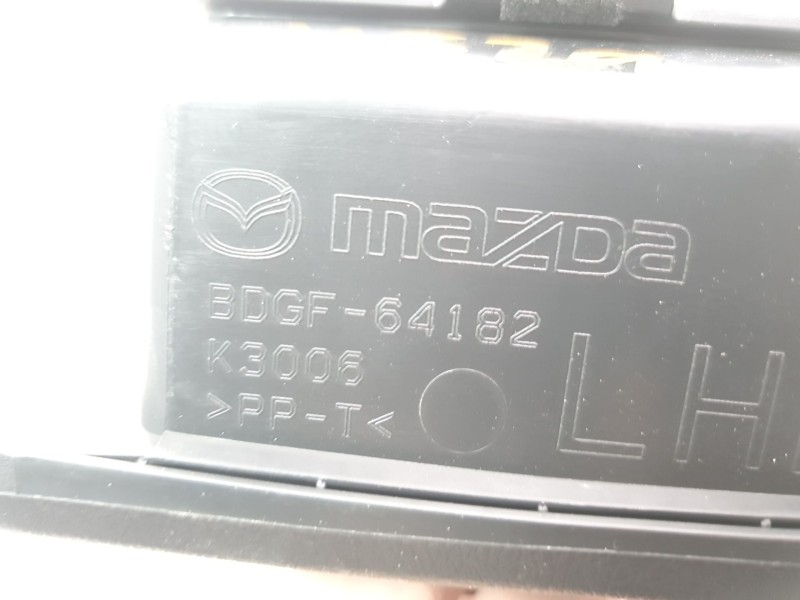 mazda
BDGF-64182
K3006
>PP-T<
LH